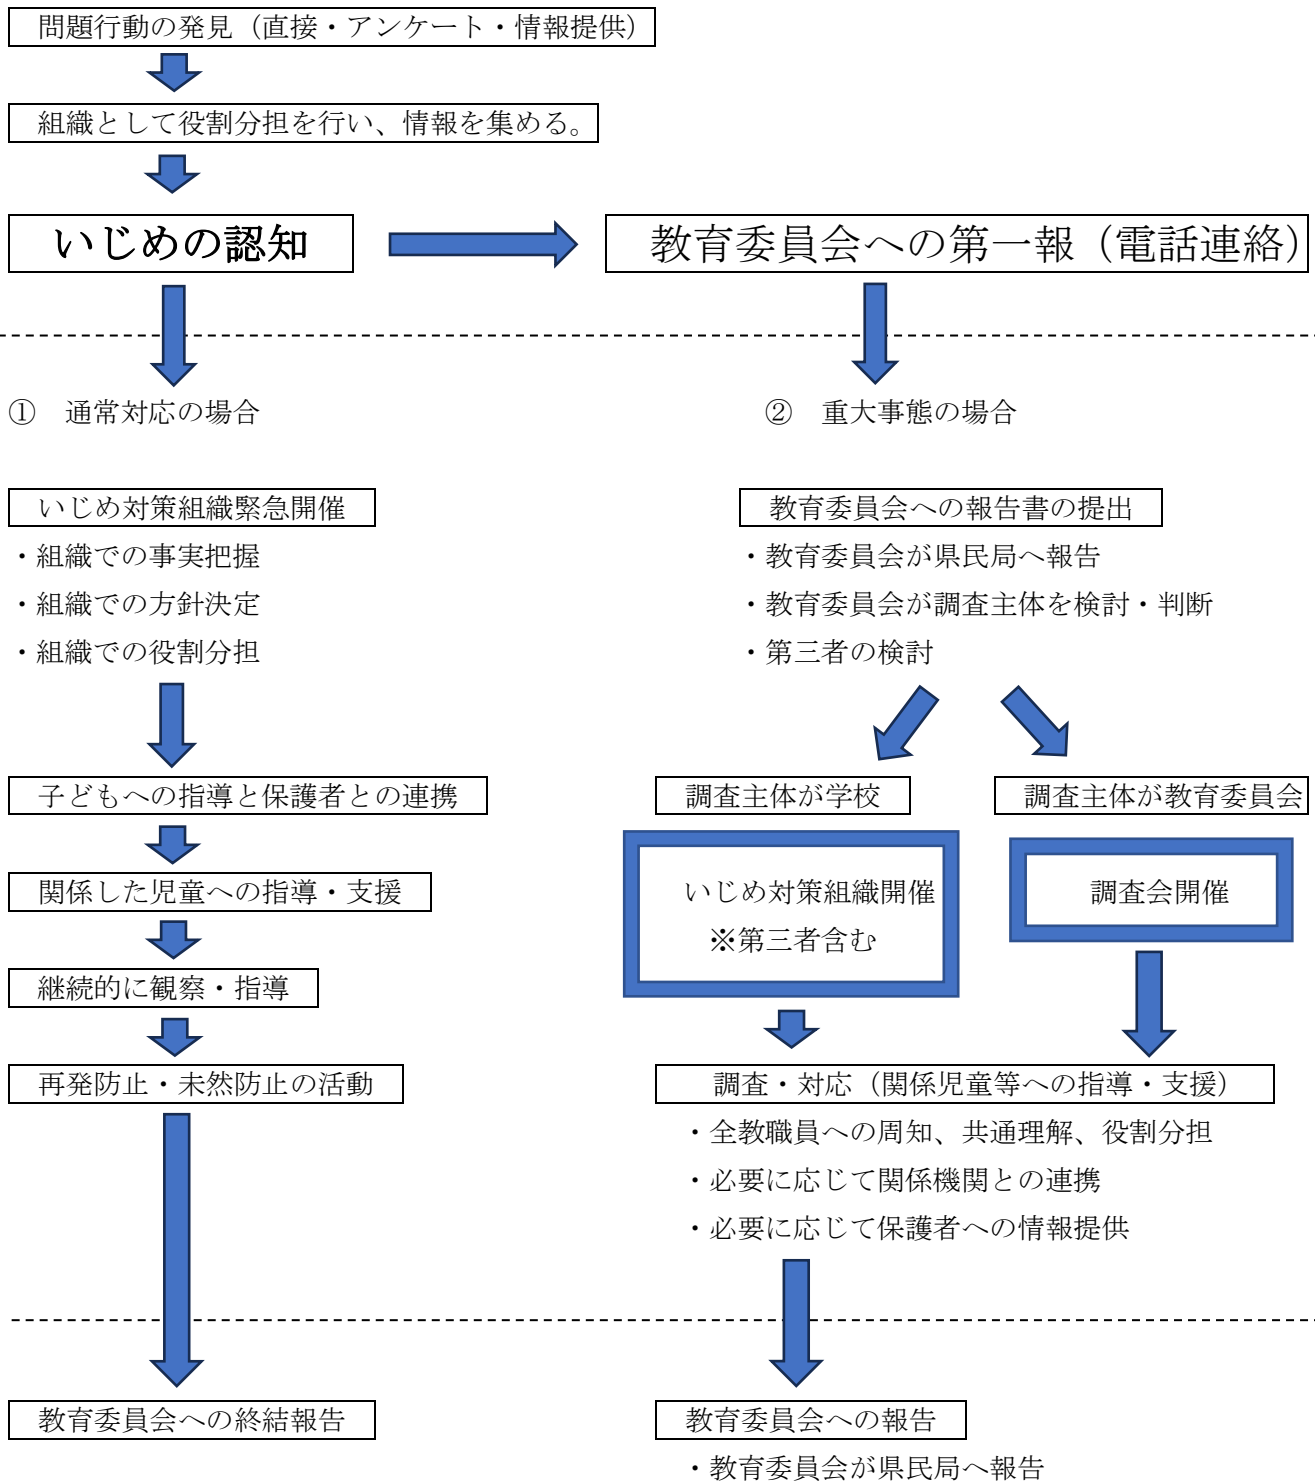 問題行動の発見（直接・アンケート・情報提供）
組織として役割分担を行い、情報を集める。
いじめの認知
教育委員会への第一報（電話連絡）
①　通常対応の場合
いじめ対策組織緊急開催
・組織での事実把握
・組織での方針決定
・組織での役割分担
子どもへの指導と保護者との連携
関係した児童への指導・支援
継続的に観察・指導
再発防止・未然防止の活動
教育委員会への終結報告
②　重大事態の場合
教育委員会への報告書の提出
・教育委員会が県民局へ報告
・教育委員会が調査主体を検討・判断
・第三者の検討
調査主体が学校
いじめ対策組織開催
※第三者含む
調査主体が教育委員会
調査会開催
調査・対応（関係児童等への指導・支援）
・全教職員への周知、共通理解、役割分担
・必要に応じて関係機関との連携
・必要に応じて保護者への情報提供
教育委員会への報告
・教育委員会が県民局へ報告